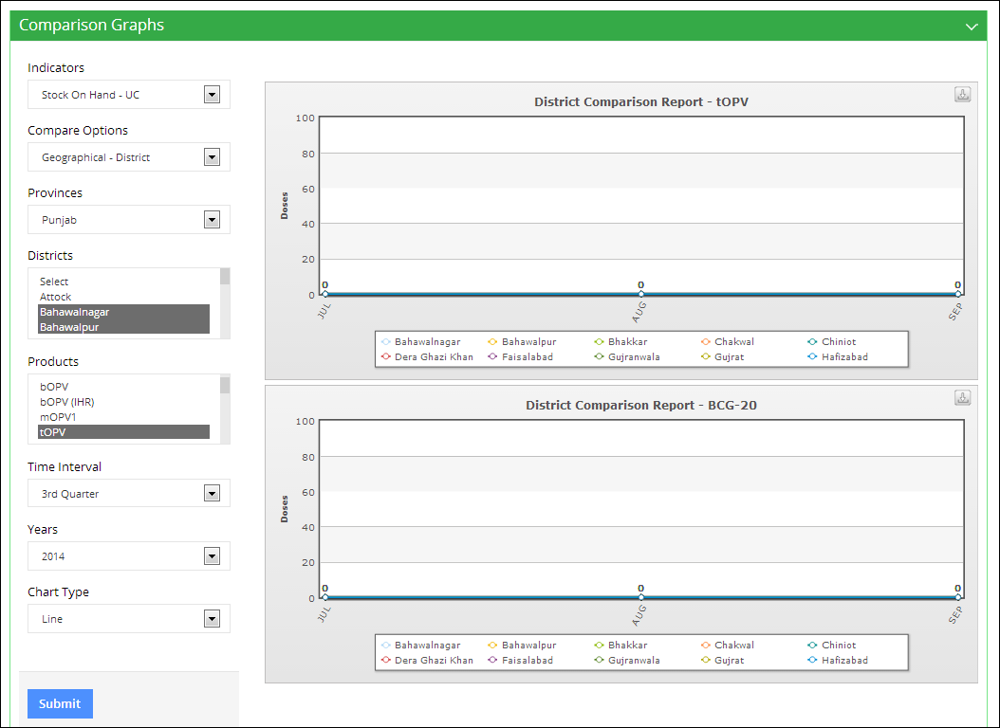 Comparison Graphs
Indicators
Stock On Hand - UC
Compare Options
Geographical - District
Provinces
Punjab
Districts
Select
Attock
Bahawalnagar
Bahawalpur
Products
bOPV
bOPV (IHR)
mOPV1
tOPV
Time Interval
3rd Quarter
Years
2014
Chart Type
Line
Submit
District Comparison Report - tOPV
Doses
100
80
60
40
20
0
0 0 0
JUL AUG SEP
Bahawalnagar Bahawalpur Bhakkar Chakwal Chiniot
Dera Ghazi Khan Faisalabad Gujranwala Gujrat Hafizabad
District Comparison Report - BCG-20
Doses
100
80
60
40
20
0
0 0 0
JUL AUG SEP
Bahawalnagar Bahawalpur Bhakkar Chakwal Chiniot
Dera Ghazi Khan Faisalabad Gujranwala Gujrat Hafizabad